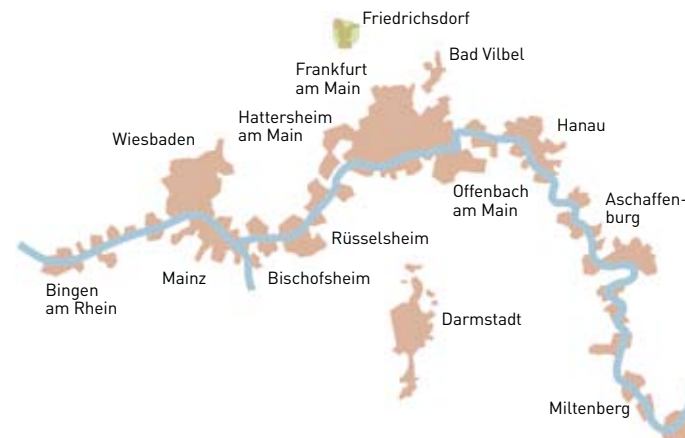 Friedrichsdorf
Bad Vilbel
Frankfurt
am Main
Hattersheim
am Main
Wiesbaden
Hanau
Offenbach
am Main
Aschaffen-
burg
Rüsselsheim
Mainz
Bischofsheim
Bingen
am Rhein
Darmstadt
Miltenberg